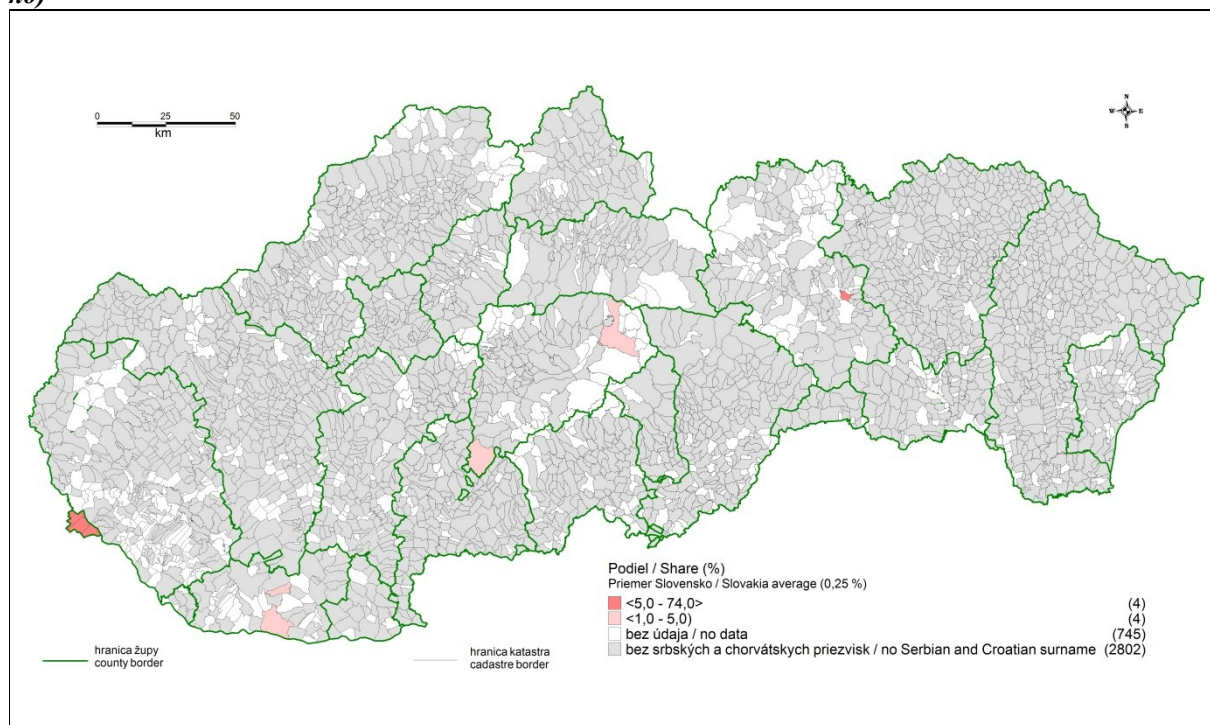 no)
0 25 50
km
N
W E
S
Podiel / Share (%)
Priemer Slovensko / Slovakia average (0,25 %)
<5,0 - 74,0> (4)
<1,0 - 5,0) (4)
bez údaja / no data (745)
bez srbských a chorvátskych priezvisk / no Serbian and Croatian surname (2802)
hranica župy
county border
hranica katastra
cadastre border